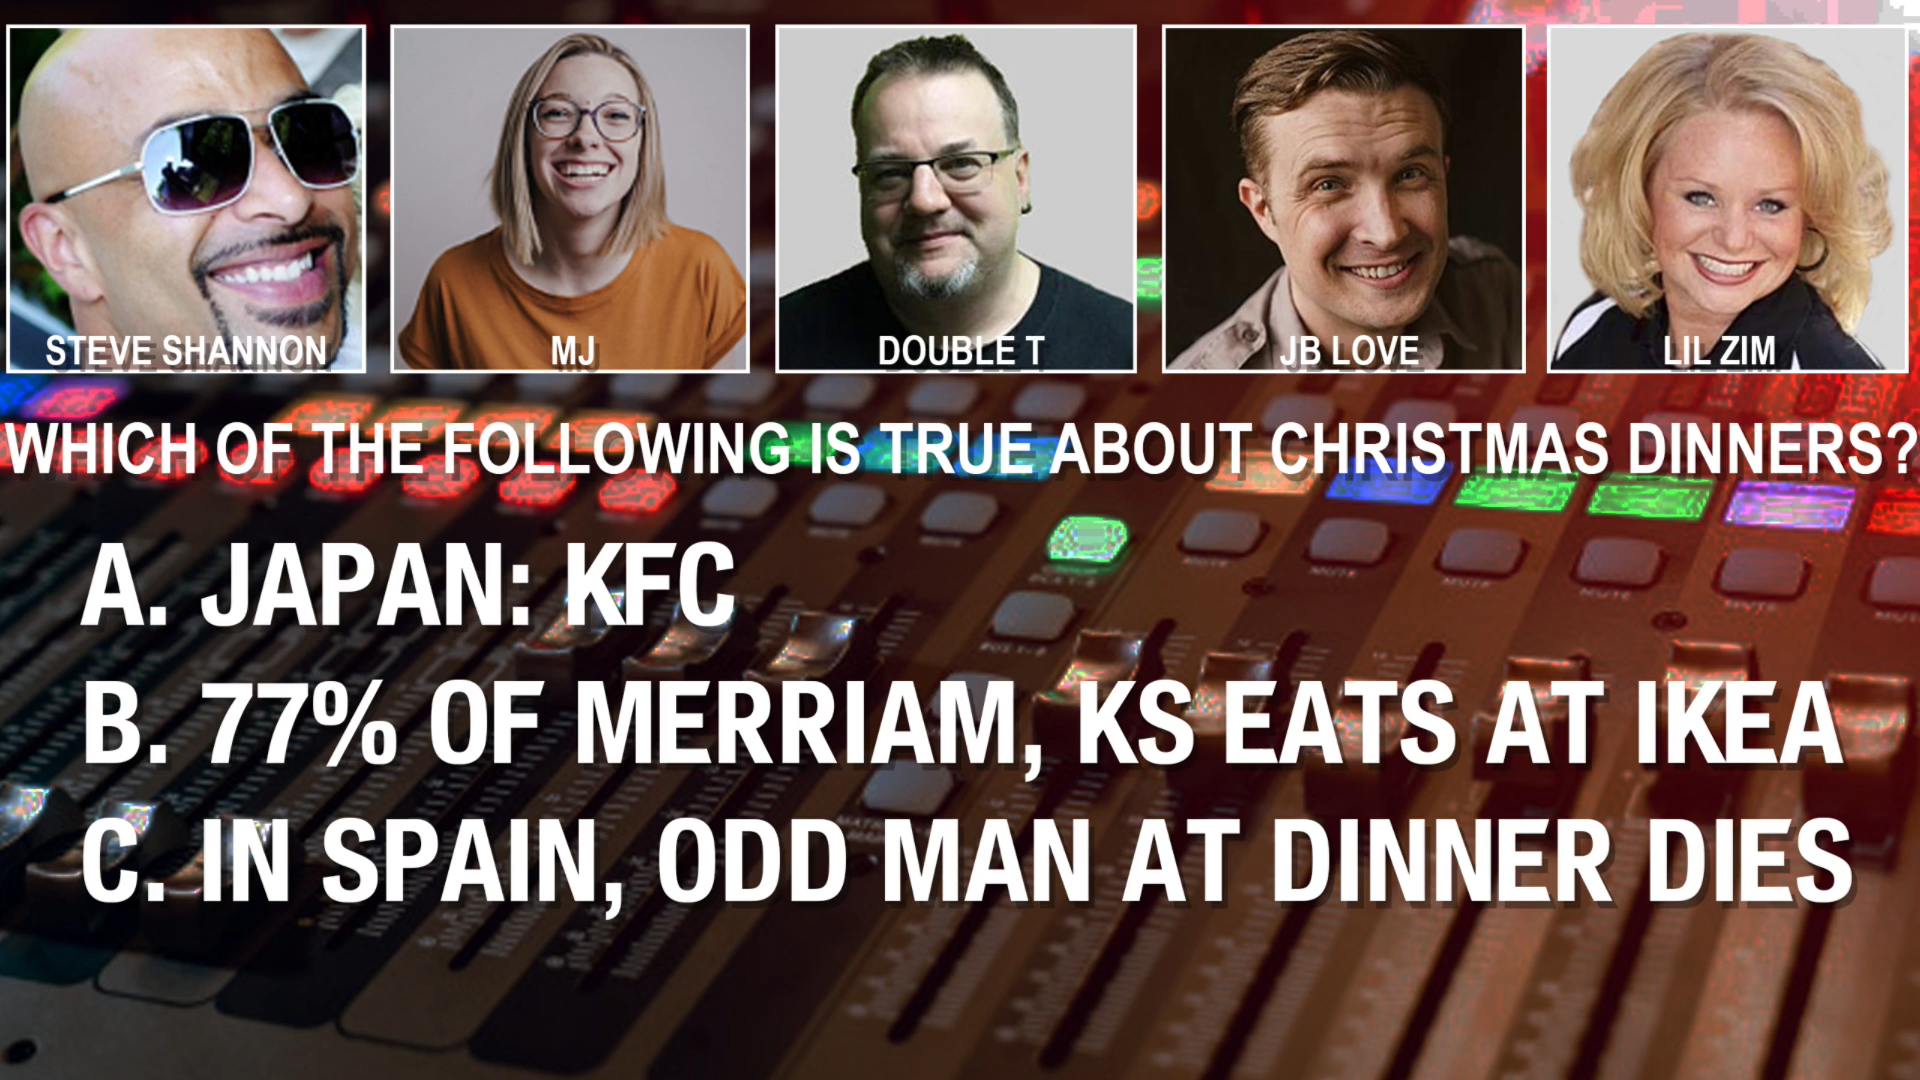 STEVE SHANNON
MJ
DOUBLE T
JB LOVE
LIL ZIM
WHICH OF THE FOLLOWING IS TRUE ABOUT CHRISTMAS DINNERS?
A. JAPAN: KFC
B. 77% OF MERRIAM, KS EATS AT IKEA
C. IN SPAIN, ODD MAN AT DINNER DIES